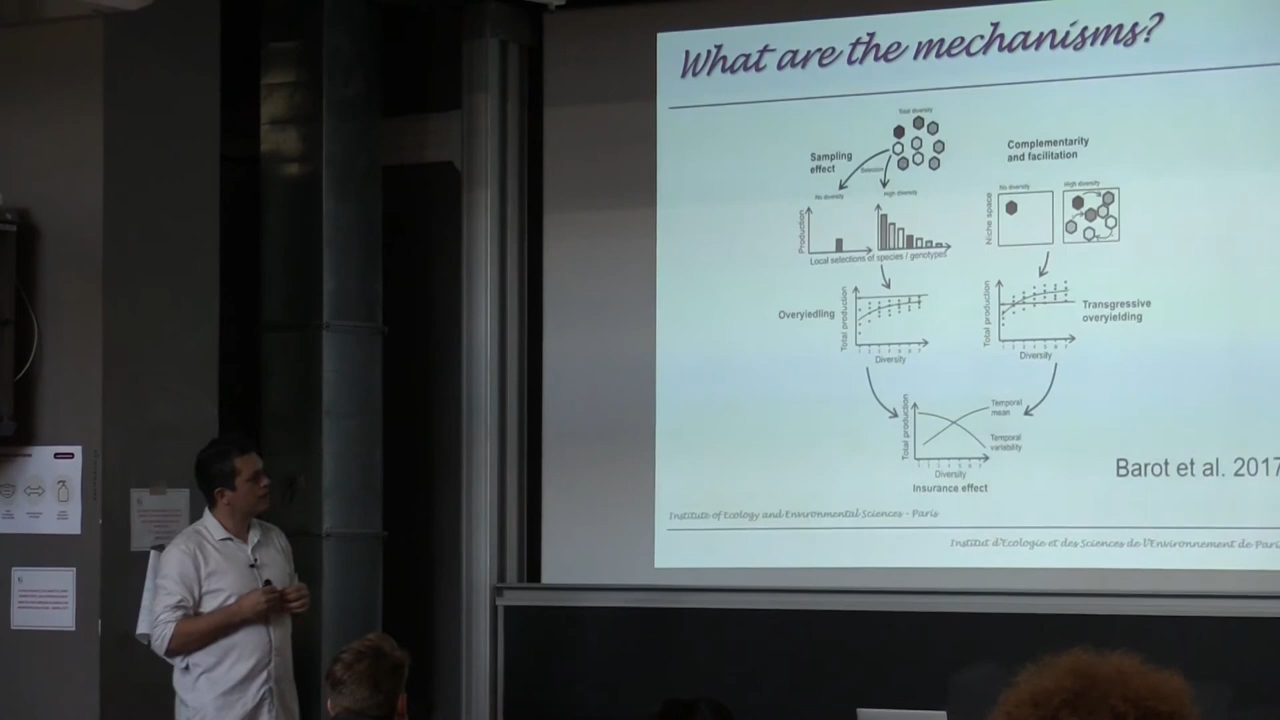 What are the mechanisms?
Total diversity
Sampling
effect
Selection
No diversity
High diversity
Production
Local selections of species / genotypes
Complementarity
and facilitation
No diversity
High diversity
Niche space
Overyiedling
Total production
Diversity
Total production
Diversity
Transgressive
overyielding
Total production
Temporal
mean
Temporal
variability
Diversity
Insurance effect
Barot et al. 2017
Institute of Ecology and Environmental Sciences - Paris
Institut d'Ecologie et des Sciences de l'Environnement de Pari